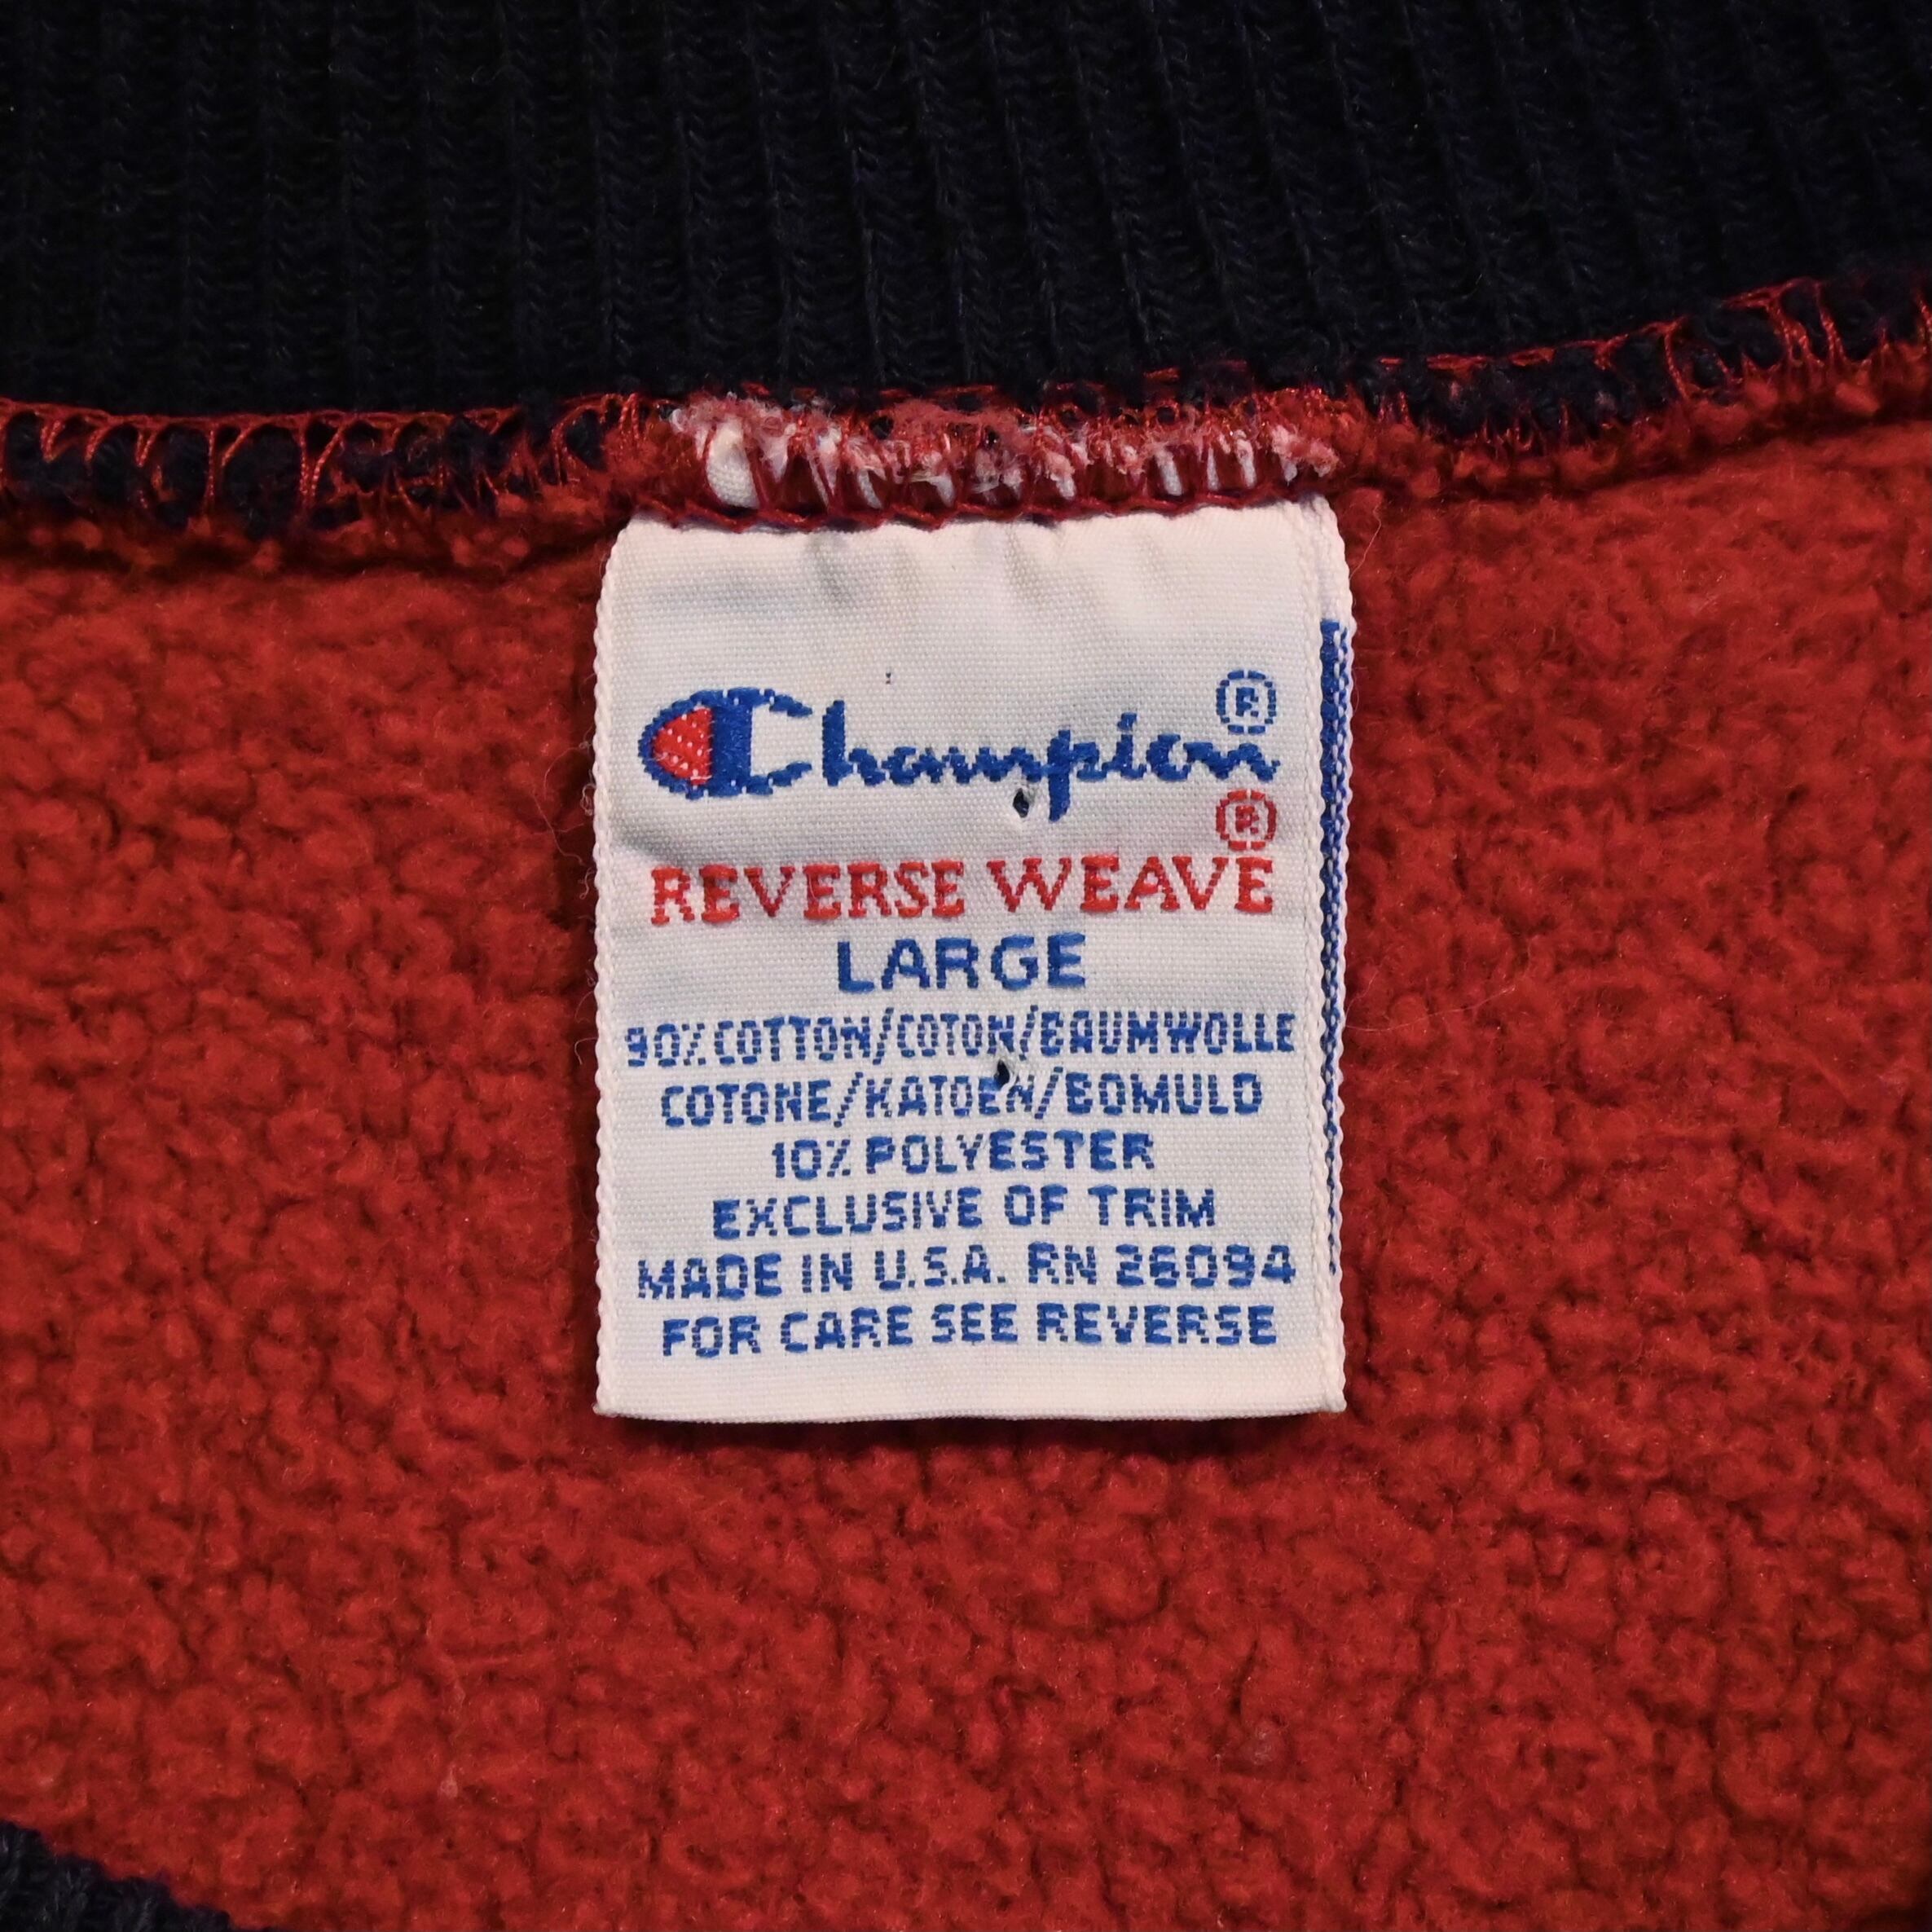 Champion®
®
REVERSE WEAVE
LARGE
90% COTTON/COTON/BAUMWOLLE
COTONE/KATOEN/BOMULD
10% POLYESTER
EXCLUSIVE OF TRIM
MADE IN U.S.A. RN 26094
FOR CARE SEE REVERSE